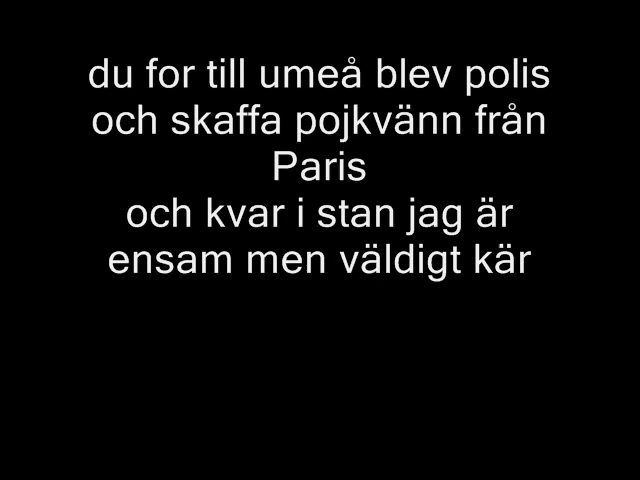 du for till umeå blev polis
och skaffa pojkvänn från
Paris
och kvar i stan jag är
ensam men väldigt kär